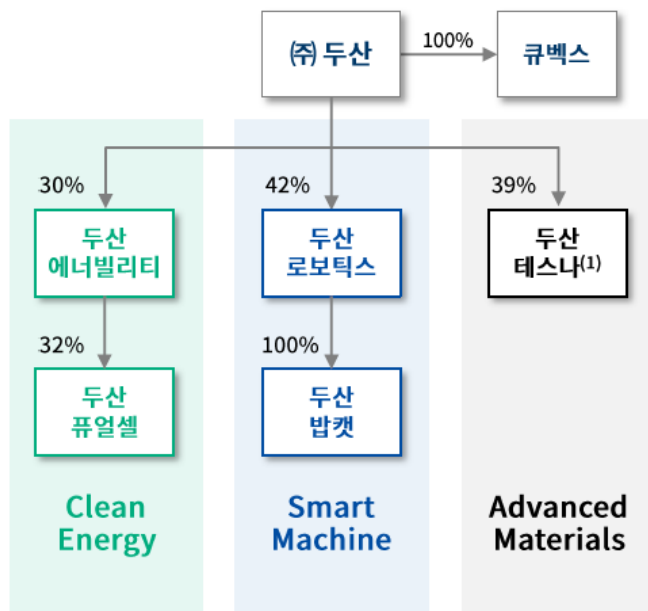 ㈜ 두산
100%
큐벡스
30%
42%
39%
두산
에너빌리티
두산
로보틱스
두산
테스나(1)
32%
100%
두산
퓨얼셀
두산
밥캣
Clean
Energy
Smart
Machine
Advanced
Materials